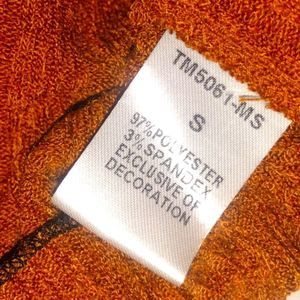 TM5061-MS
S
97%POLYESTER
3%SPANDEX
EXCLUSIVE OF
DECORATION